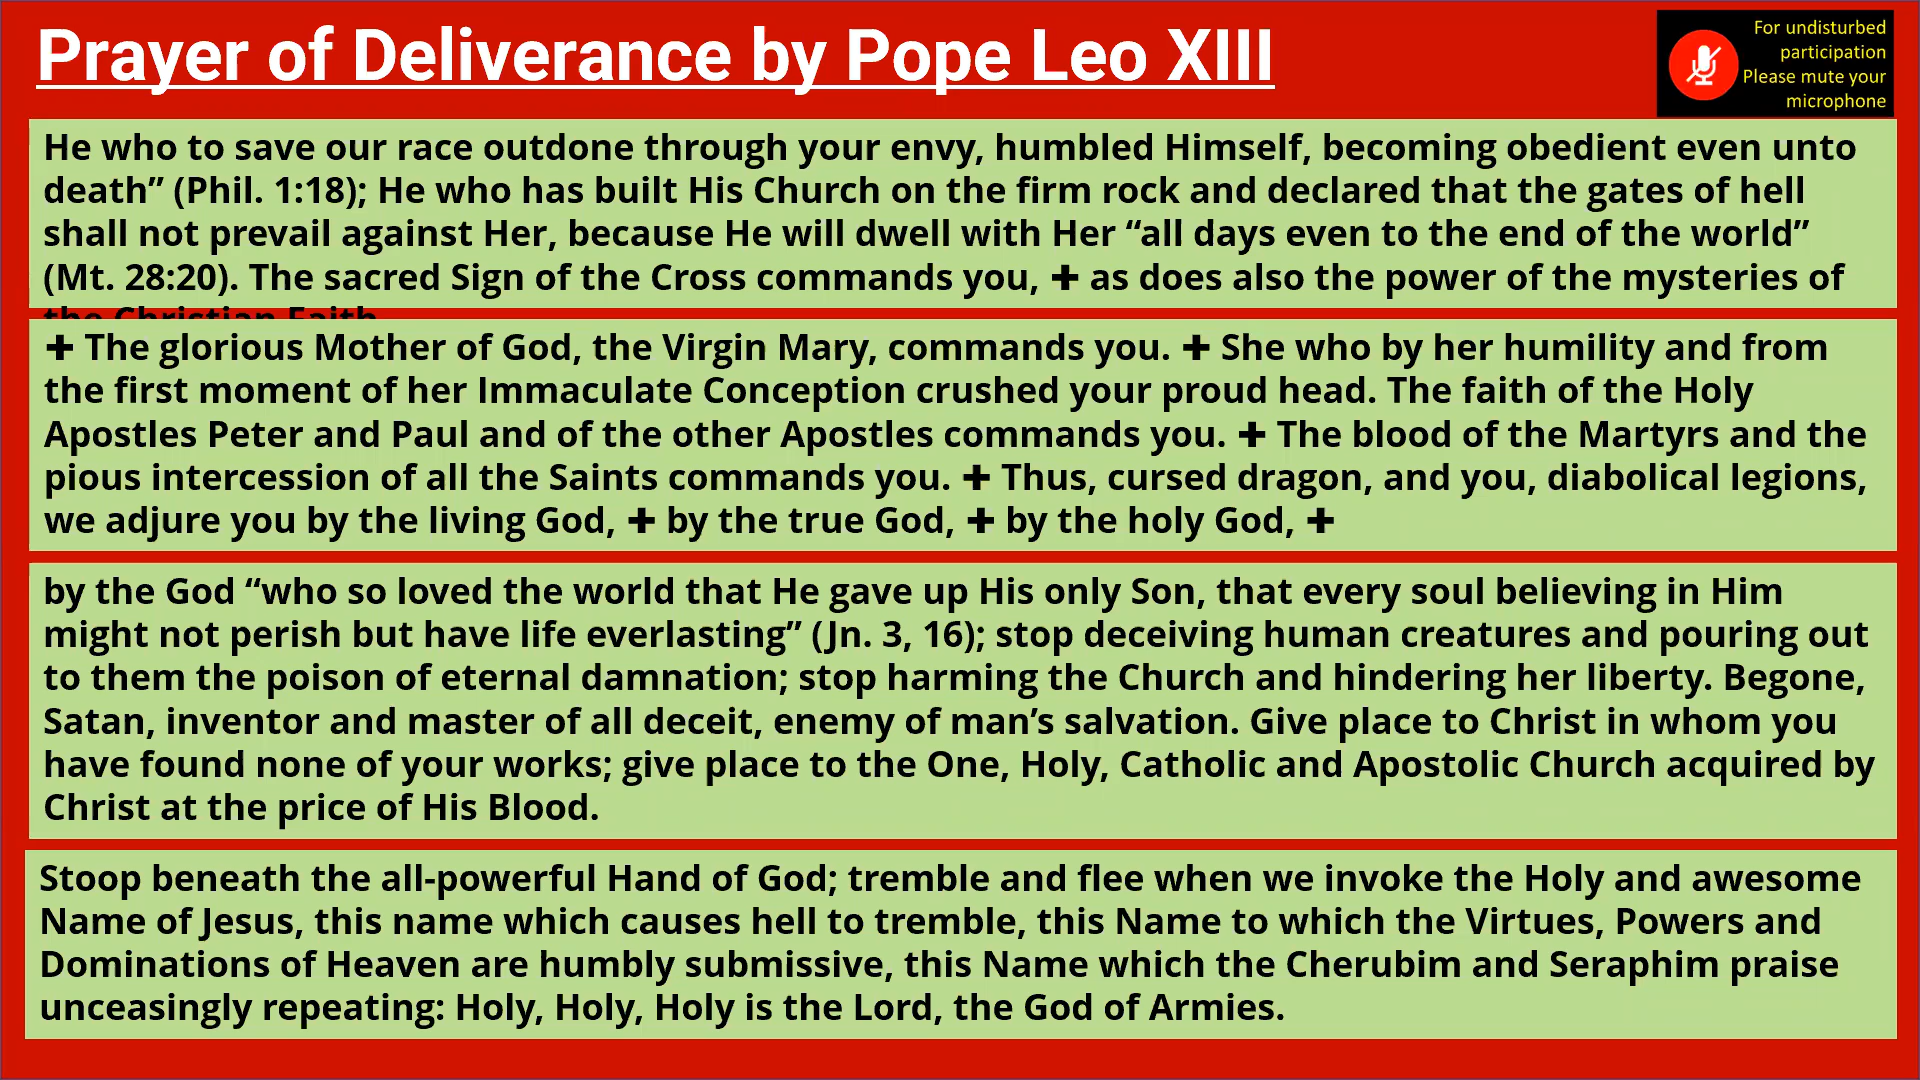 Prayer of Deliverance by Pope Leo XIII
For undisturbed
participation
Please mute your
microphone
He who to save our race outdone through your envy, humbled Himself, becoming obedient even unto
death” (Phil. 1:18); He who has built His Church on the firm rock and declared that the gates of hell
shall not prevail against Her, because He will dwell with Her “all days even to the end of the world”
(Mt. 28:20). The sacred Sign of the Cross commands you, ✚ as does also the power of the mysteries of
the Christian Faith
✚ The glorious Mother of God, the Virgin Mary, commands you. ✚ She who by her humility and from
the first moment of her Immaculate Conception crushed your proud head. The faith of the Holy
Apostles Peter and Paul and of the other Apostles commands you. ✚ The blood of the Martyrs and the
pious intercession of all the Saints commands you. ✚ Thus, cursed dragon, and you, diabolical legions,
we adjure you by the living God, ✚ by the true God, ✚ by the holy God, ✚
by the God “who so loved the world that He gave up His only Son, that every soul believing in Him
might not perish but have life everlasting” (Jn. 3, 16); stop deceiving human creatures and pouring out
to them the poison of eternal damnation; stop harming the Church and hindering her liberty. Begone,
Satan, inventor and master of all deceit, enemy of man’s salvation. Give place to Christ in whom you
have found none of your works; give place to the One, Holy, Catholic and Apostolic Church acquired by
Christ at the price of His Blood.
Stoop beneath the all-powerful Hand of God; tremble and flee when we invoke the Holy and awesome
Name of Jesus, this name which causes hell to tremble, this Name to which the Virtues, Powers and
Dominations of Heaven are humbly submissive, this Name which the Cherubim and Seraphim praise
unceasingly repeating: Holy, Holy, Holy is the Lord, the God of Armies.